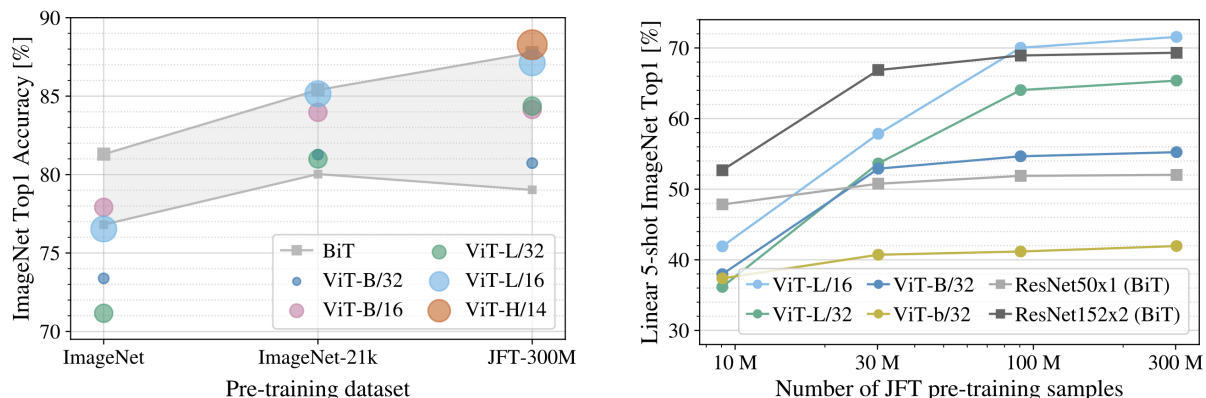 ImageNet Top1 Accuracy [%]
90
85
80
75
70
BiT
ViT-B/32
ViT-B/16
ViT-L/32
ViT-L/16
ViT-H/14
ImageNet
ImageNet-21k
JFT-300M
Pre-training dataset
Linear 5-shot ImageNet Top1 [%]
70
60
50
40
30
ViT-L/16
ViT-L/32
ViT-B/32
ViT-b/32
ResNet50x1 (BiT)
ResNet152x2 (BiT)
10 M
30 M
100 M
300 M
Number of JFT pre-training samples